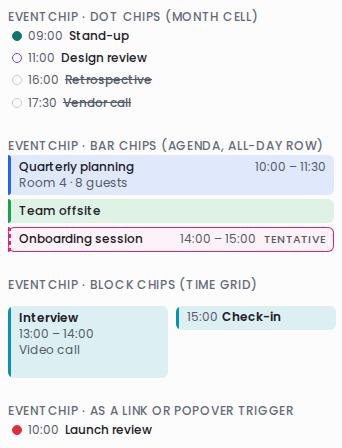 EVENTCHIP · DOT CHIPS (MONTH CELL)
09:00 Stand-up
11:00 Design review
16:00 Retrospective
17:30 Vendor call
EVENTCHIP · BAR CHIPS (AGENDA, ALL-DAY ROW)
Quarterly planning 10:00 – 11:30
Room 4 · 8 guests
Team offsite
Onboarding session 14:00 – 15:00 TENTATIVE
EVENTCHIP · BLOCK CHIPS (TIME GRID)
Interview
13:00 – 14:00
Video call
15:00 Check-in
EVENTCHIP · AS A LINK OR POPOVER TRIGGER
10:00 Launch review